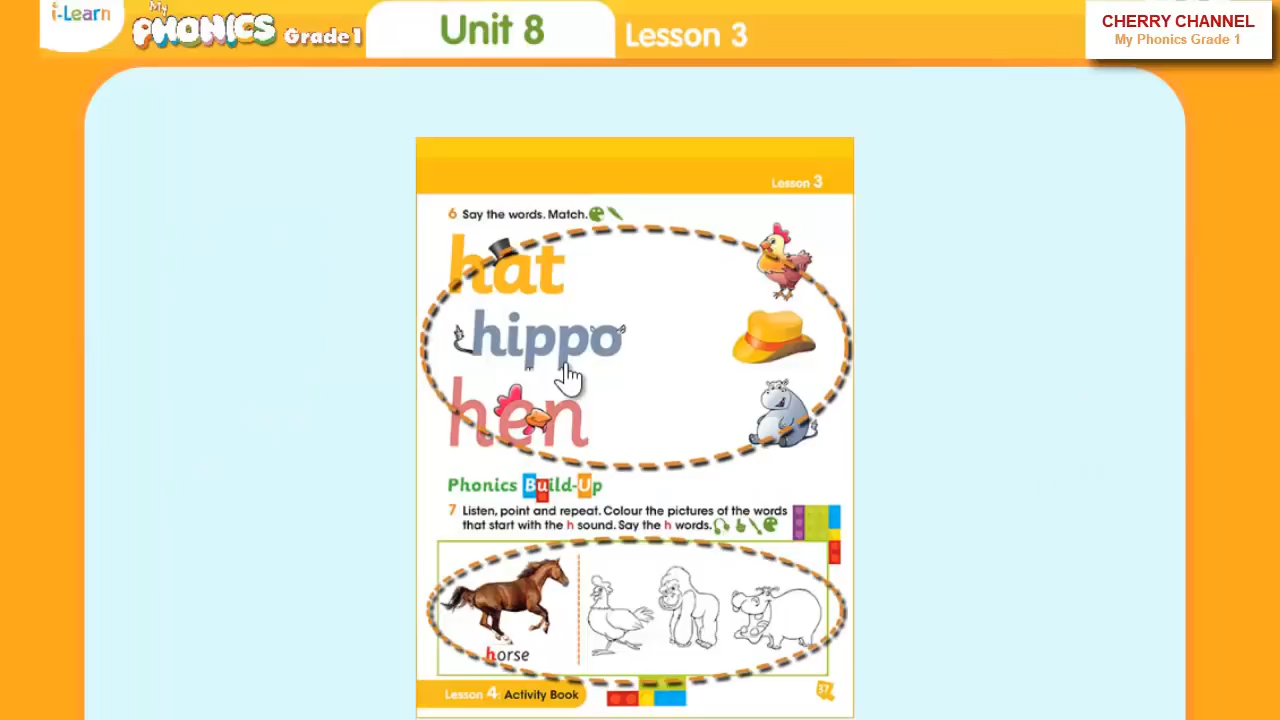 i-Learn
My
PHONICS Grade 1
Unit 8
Lesson 3
CHERRY CHANNEL
My Phonics Grade 1
Lesson 3
6 Say the words. Match.
hat
hippo
hen
Phonics Build-Up
7 Listen, point and repeat. Colour the pictures of the words
that start with the h sound. Say the h words.
horse
Lesson 4: Activity Book
37